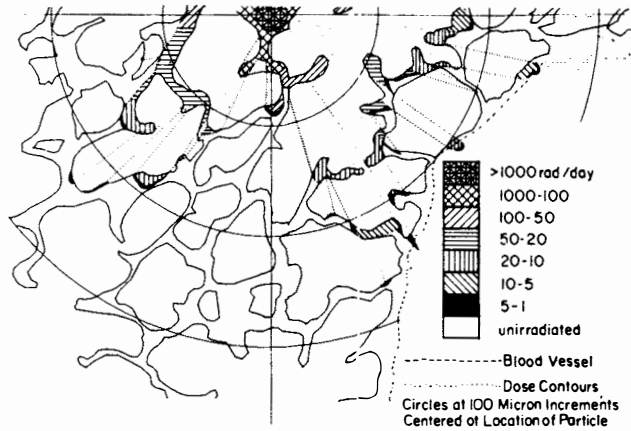 >1000 rad/day
1000-100
100-50
50-20
20-10
10-5
5-1
unirradiated
Blood Vessel
Dose Contours
Circles at 100 Micron Increments
Centered at Location of Particle